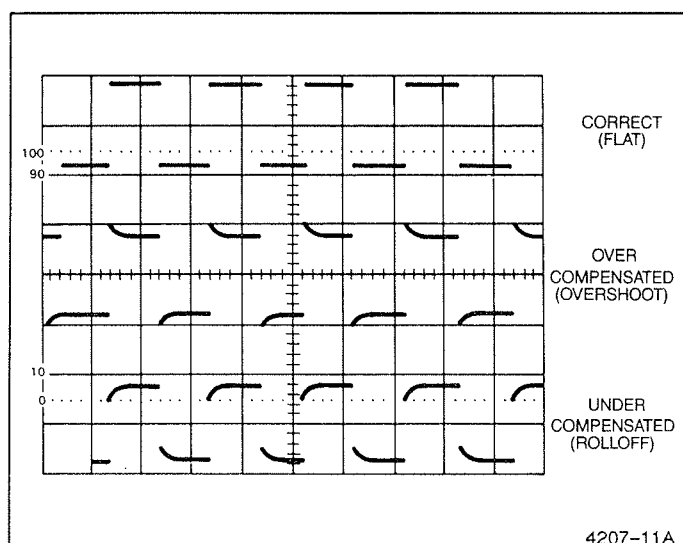 CORRECT
(FLAT)
100
90
OVER
COMPENSATED
(OVERSHOOT)
10
0
UNDER
COMPENSATED
(ROLLOFF)
4207-11A